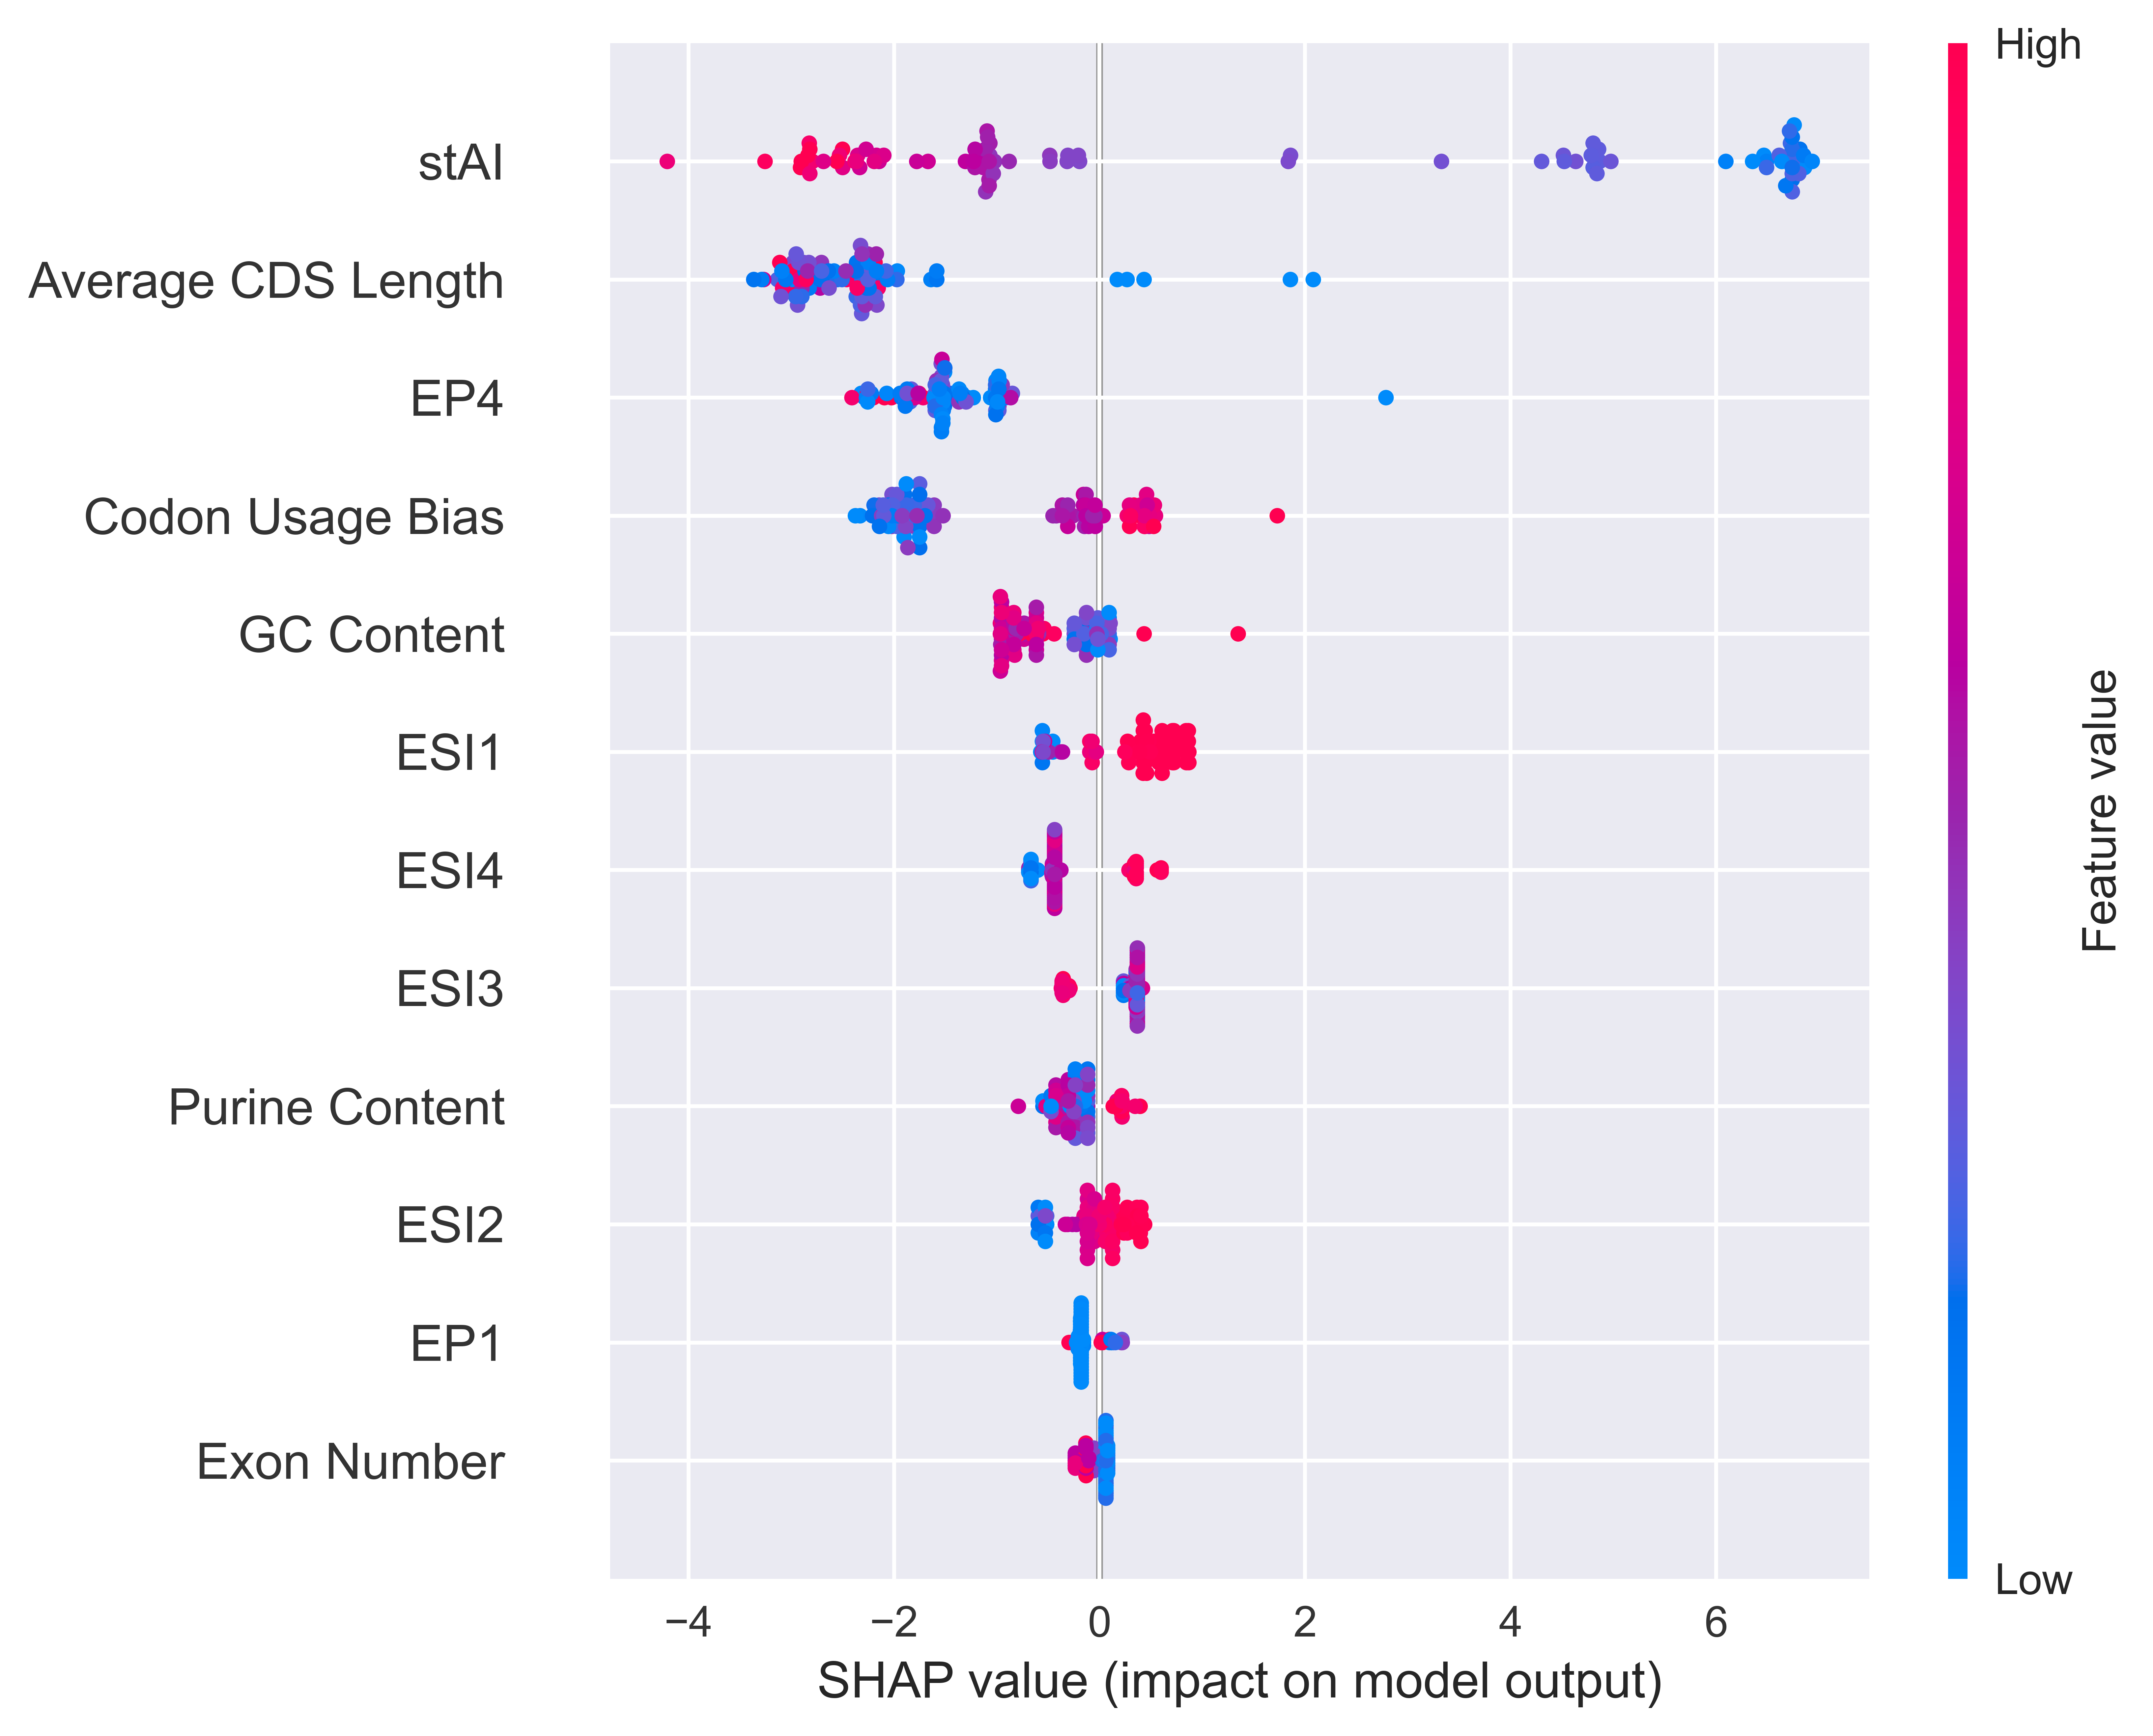 High
stAI
Average CDS Length
EP4
Codon Usage Bias
GC Content
ESI1
ESI4
ESI3
Purine Content
ESI2
EP1
Exon Number
Feature value
Low
−4 −2 0 2 4 6
SHAP value (impact on model output)